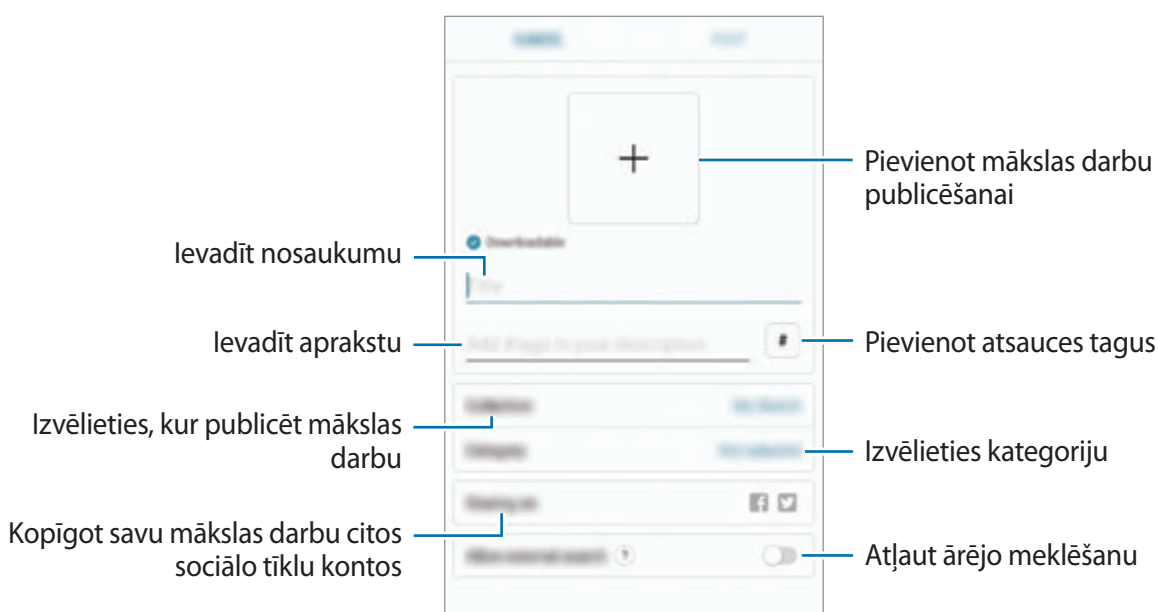 Pievienot mākslas darbu
publicēšanai
Ievadīt nosaukumu
Ievadīt aprakstu
#
Pievienot atsauces tagus
Izvēlieties, kur publicēt mākslas
darbu
Izvēlieties kategoriju
Kopīgot savu mākslas darbu citos
sociālo tīklu kontos
?
Atļaut ārējo meklēšanu